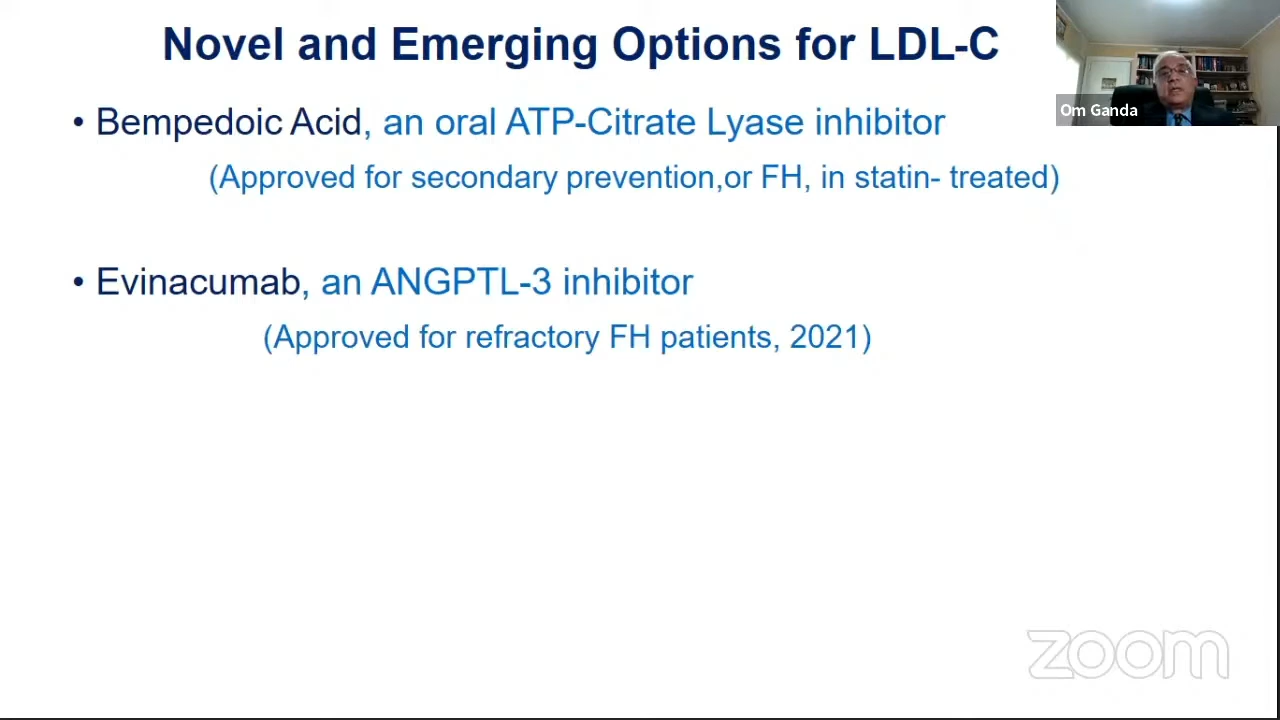 Novel and Emerging Options for LDL-C
Om Ganda
• Bempedoic Acid, an oral ATP-Citrate Lyase inhibitor
(Approved for secondary prevention,or FH, in statin- treated)
• Evinacumab, an ANGPTL-3 inhibitor
(Approved for refractory FH patients, 2021)
zoom